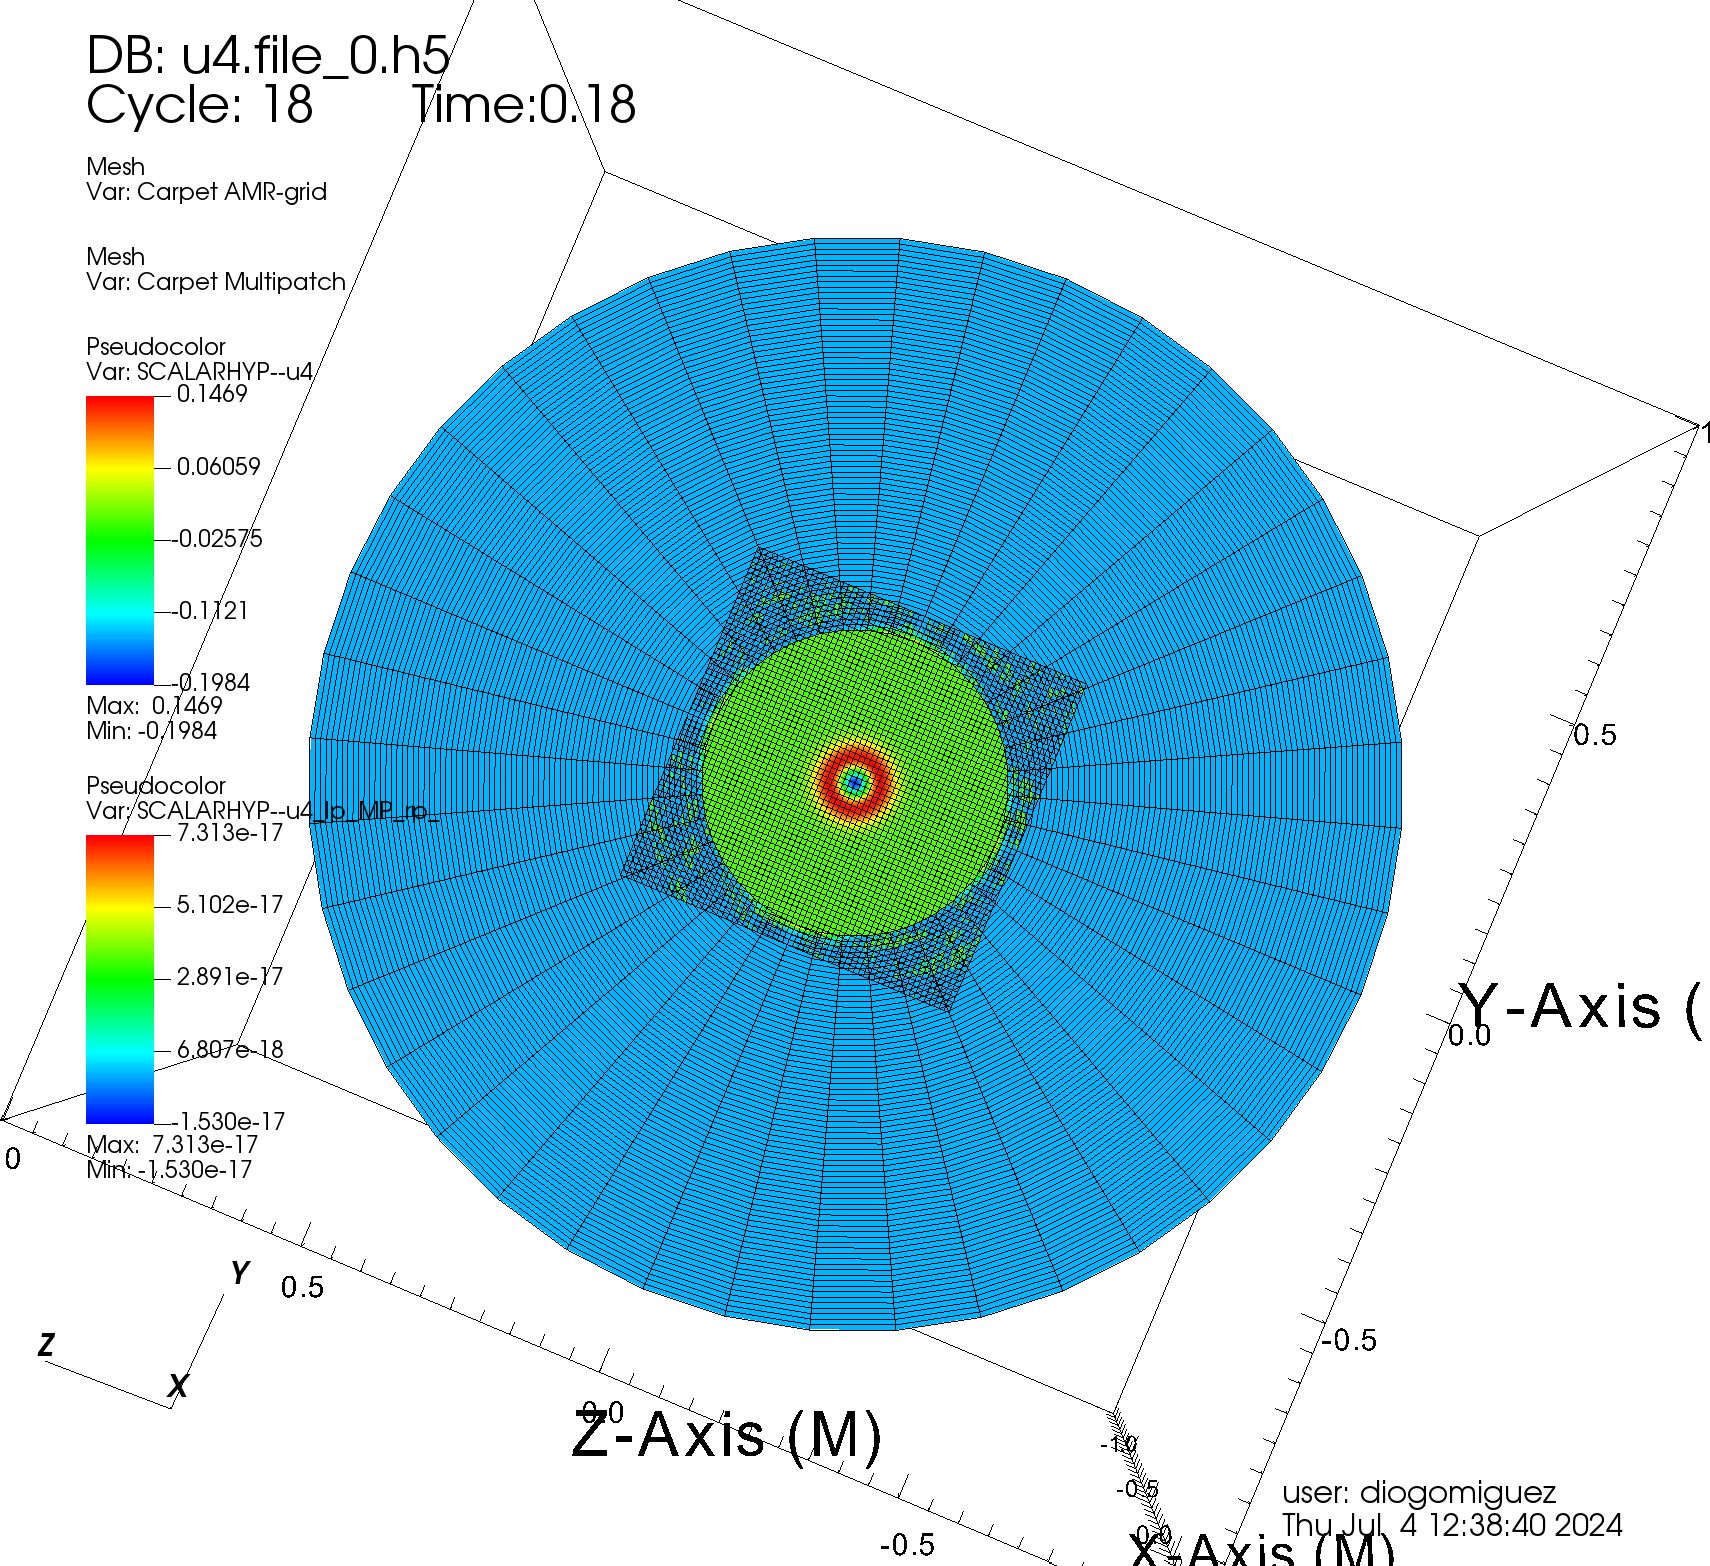 DB: u4.file_0.h5
Cycle: 18 Time:0.18
Mesh
Var: Carpet AMR-grid
Mesh
Var: Carpet Multipatch
Pseudocolor
Var: SCALARHYP--u4
0.1469
0.06059
-0.02575
-0.1121
-0.1984
Max: 0.1469
Min: -0.1984
Pseudocolor
Var: SCALARHYP--u4_lp_MP_rp_
7.313e-17
5.102e-17
2.891e-17
6.807e-18
-1.530e-17
Max: 7.313e-17
Min: -1.530e-17
1
0.5
Y-Axis (
0.0
-0.5
0
0.5
0.0
Z-Axis (M)
-0.5
Y
Z
X
-1.0
-0.5
0.0
X-Axis (M)
user: diogomiguez
Thu Jul 4 12:38:40 2024